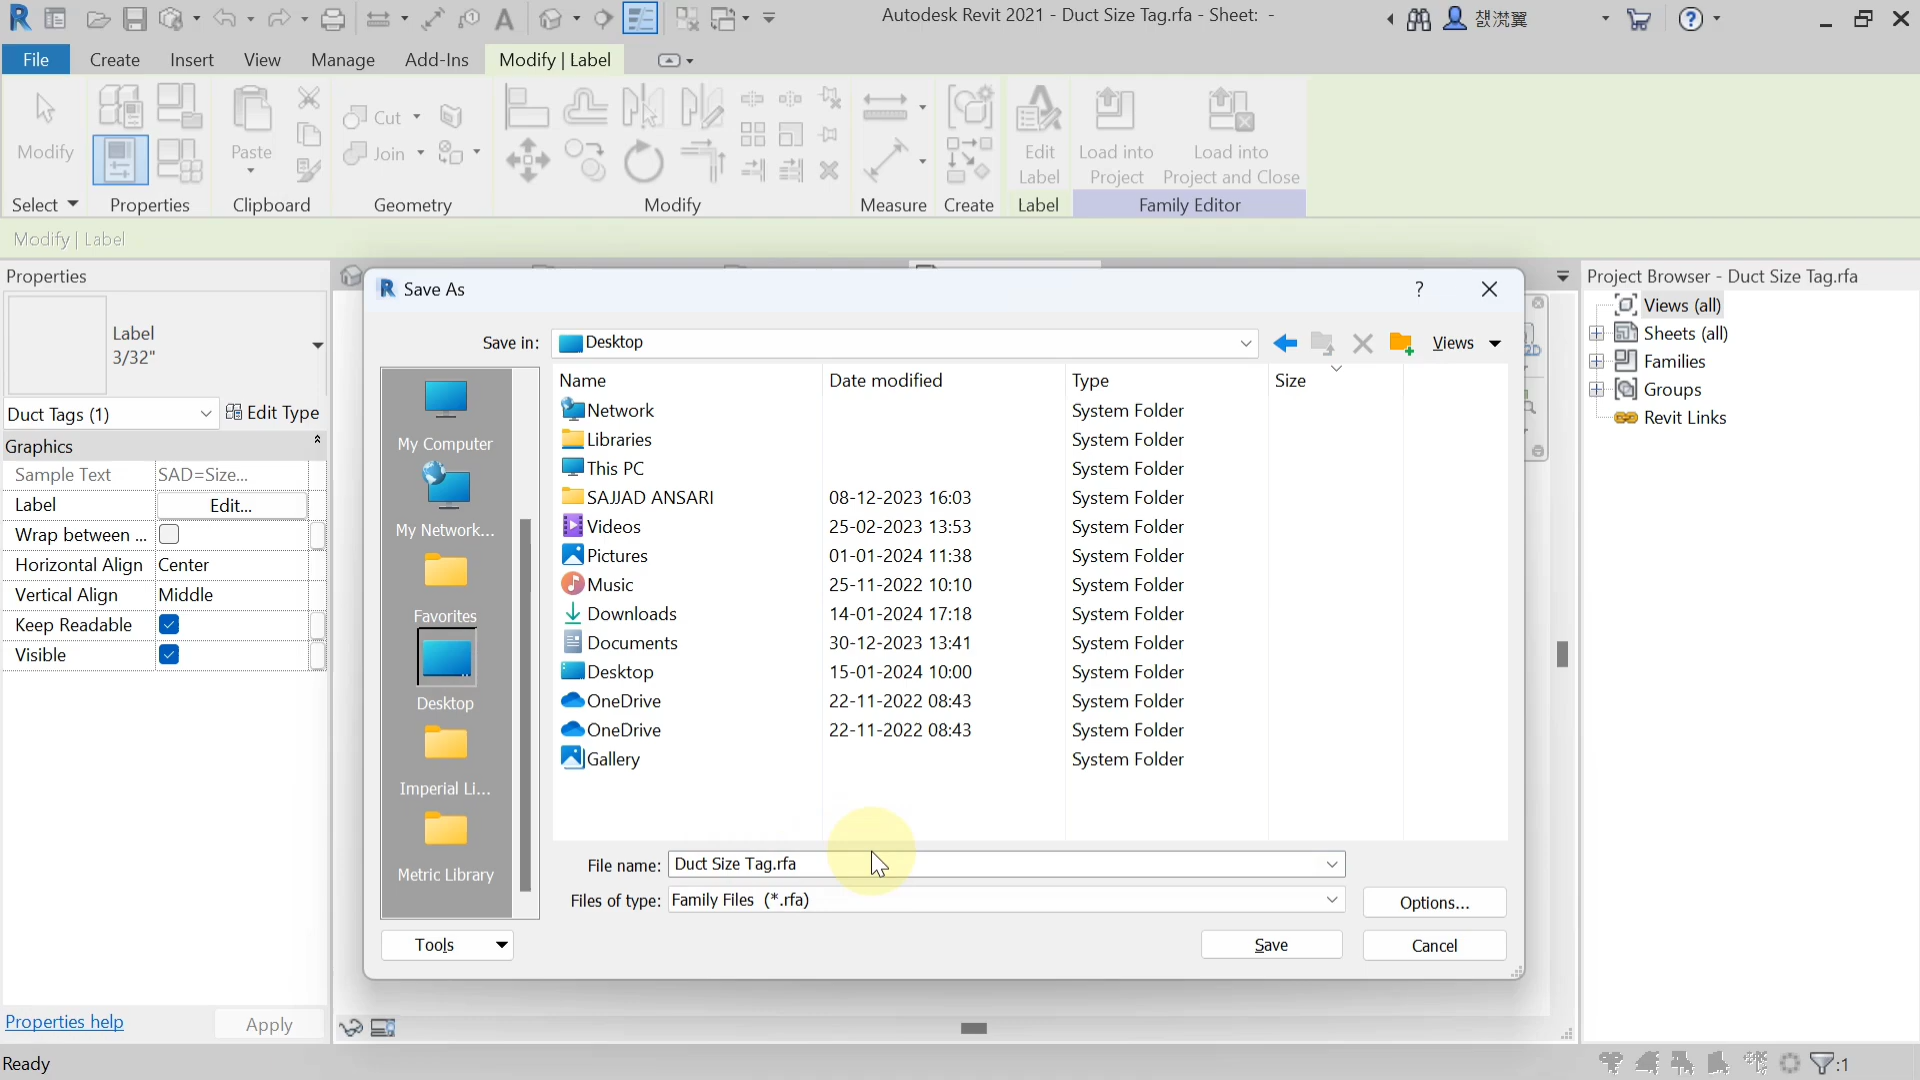 Autodesk Revit 2021 - Duct Size Tag.rfa - Sheet: -
File Create Insert View Manage Add-Ins Modify | Label
Modify
Paste
Cut
Join
Edit Label
Load into Project
Load into Project and Close
Select Properties Clipboard Geometry Modify Measure Create Label Family Editor
Modify | Label
Properties
Label
3/32"
Duct Tags (1) Edit Type
Graphics
Sample Text SAD=Size...
Label Edit...
Wrap between ...
Horizontal Align Center
Vertical Align Middle
Keep Readable
Visible
Properties help Apply
Ready
Save As
Save in: Desktop Views
My Computer
My Network...
Favorites
Desktop
Imperial Li...
Metric Library
Name Date modified Type Size
Network System Folder
Libraries System Folder
This PC System Folder
SAJJAD ANSARI 08-12-2023 16:03 System Folder
Videos 25-02-2023 13:53 System Folder
Pictures 01-01-2024 11:38 System Folder
Music 25-11-2022 10:10 System Folder
Downloads 14-01-2024 17:18 System Folder
Documents 30-12-2023 13:41 System Folder
Desktop 15-01-2024 10:00 System Folder
OneDrive 22-11-2022 08:43 System Folder
OneDrive 22-11-2022 08:43 System Folder
Gallery System Folder
File name: Duct Size Tag.rfa
Files of type: Family Files (*.rfa)
Options...
Tools Save Cancel
Project Browser - Duct Size Tag.rfa
Views (all)
Sheets (all)
Families
Groups
Revit Links
:1